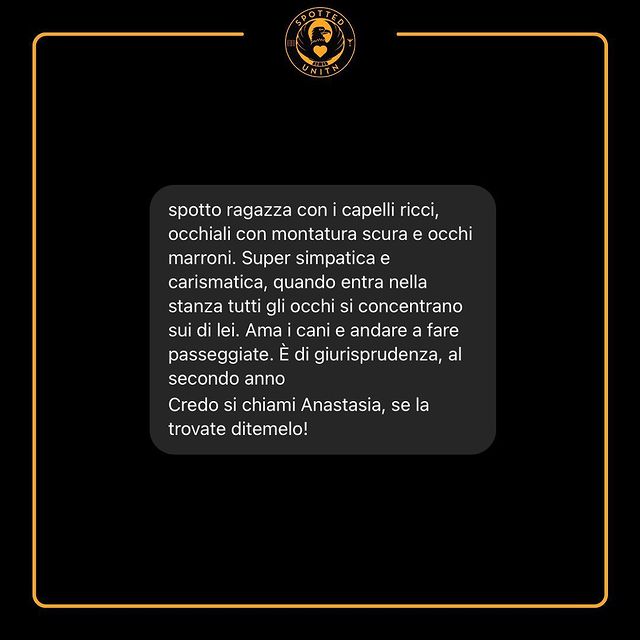 SPOTTED
UNITN
spotto ragazza con i capelli ricci,
occhiali con montatura scura e occhi
marroni. Super simpatica e
carismatica, quando entra nella
stanza tutti gli occhi si concentrano
sui di lei. Ama i cani e andare a fare
passeggiate. È di giurisprudenza, al
secondo anno
Credo si chiami Anastasia, se la
trovate ditemelo!